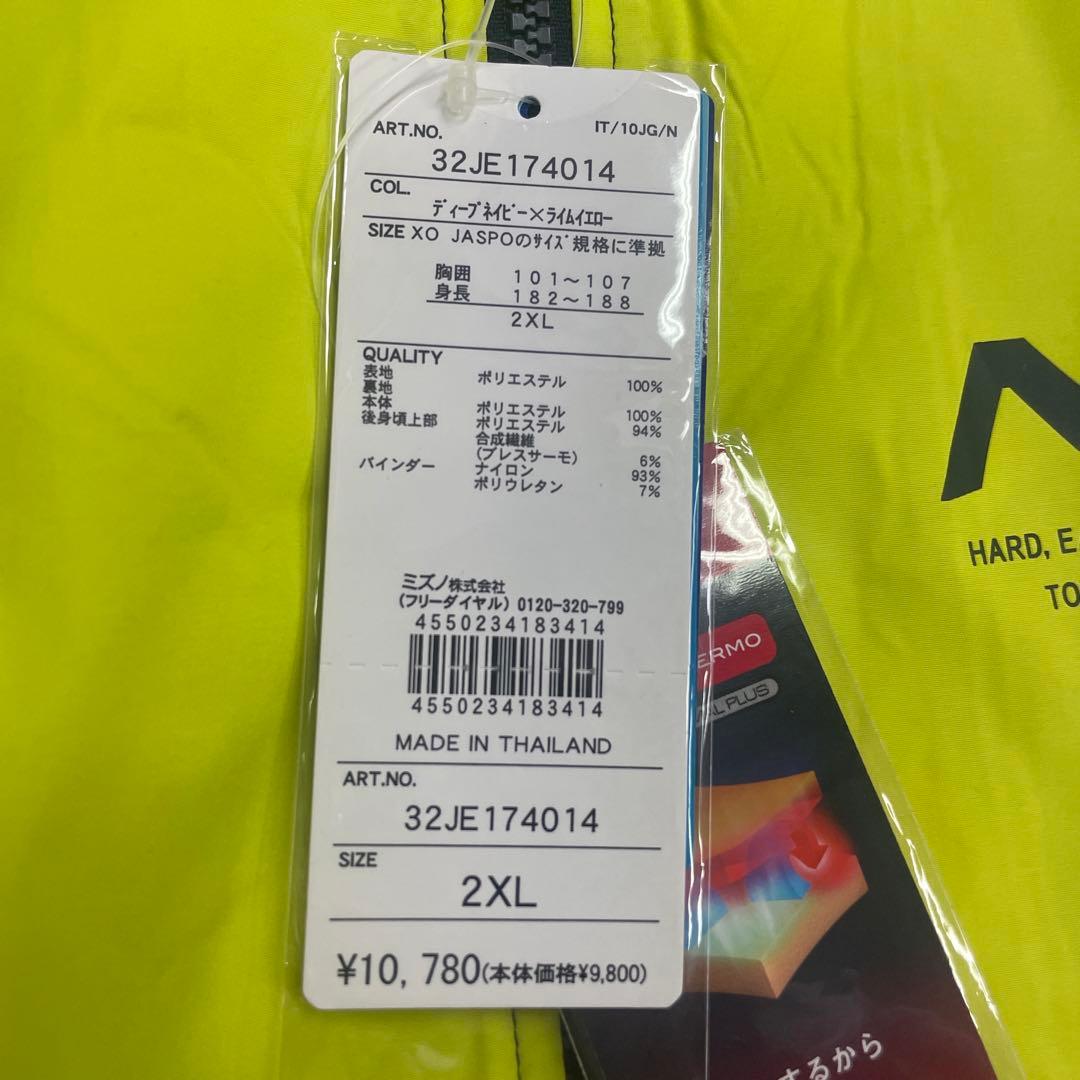 ART.NO.
IT/10JG/N
32JE174014
COL.
ﾃﾞｨｰﾌﾟﾈｲﾋﾞｰ×ﾗｲﾑｲｴﾛｰ
SIZE XO JASPOのｻｲｽﾞ規格に準拠
胸囲 101〜107
身長 182〜188
2XL
QUALITY
表地 ポリエステル 100%
裏地
本体 ポリエステル 100%
後身頃上部 ポリエステル 94%
合成繊維
(ブレスサーモ) 6%
バインダー ナイロン 93%
ポリウレタン 7%
ミズノ株式会社
(フリーダイヤル) 0120-320-799
4550234183414
4550234183414
MADE IN THAILAND
ART.NO.
32JE174014
SIZE
2XL
¥10,780(本体価格¥9,800)
HARD, E
TO
ERMO
AL PLUS
するから